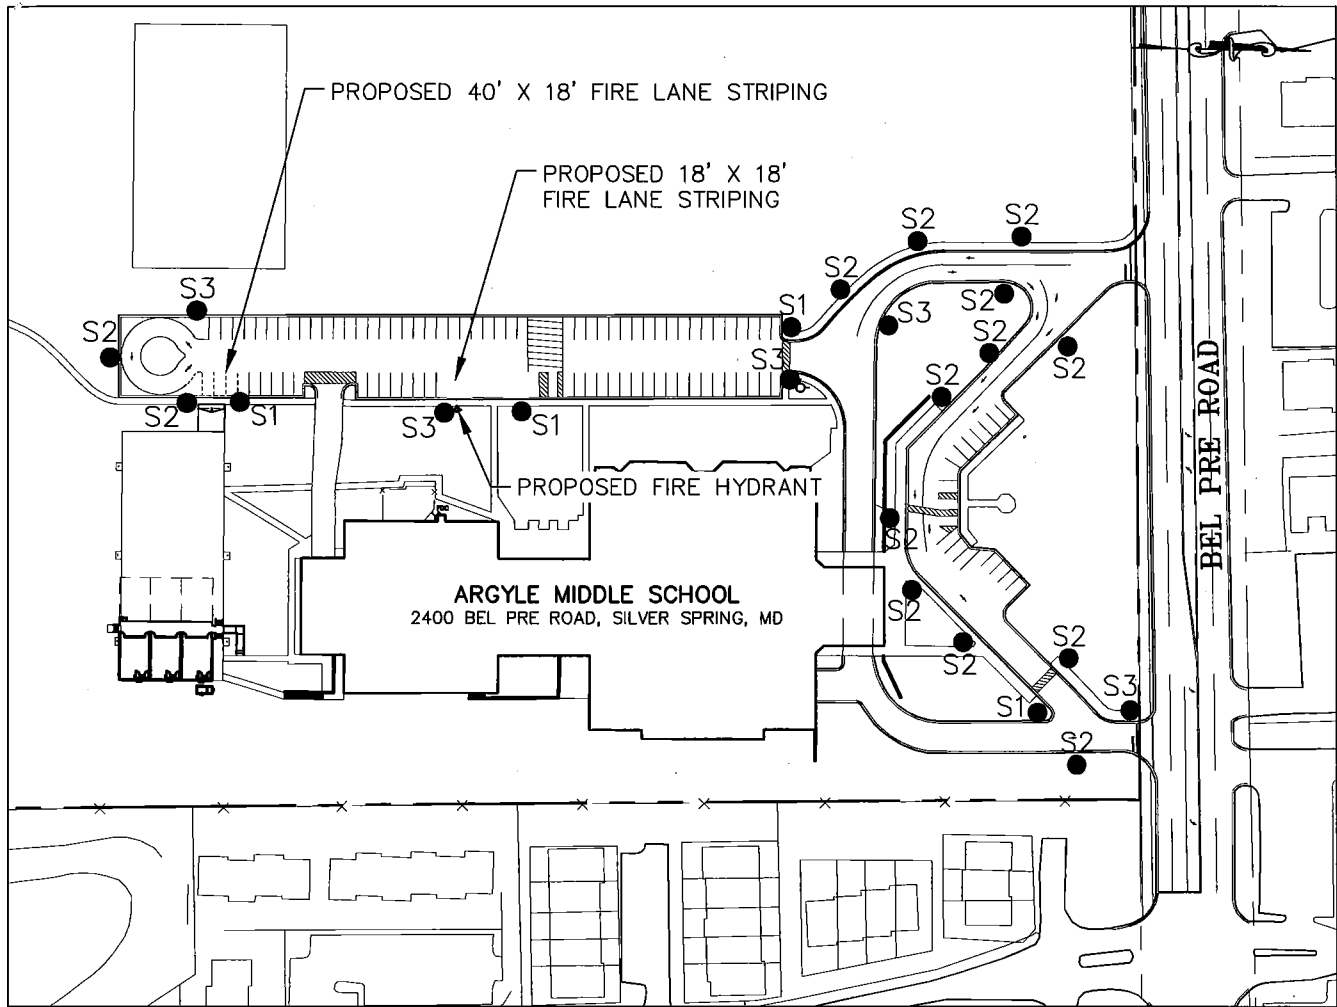 PROPOSED 40' X 18' FIRE LANE STRIPING
PROPOSED 18' X 18'
FIRE LANE STRIPING
S2
S2
S2
S3
S1
S3
S2
S2
S2
S3
S2
S2
S2
S1
S3
S1
PROPOSED FIRE HYDRANT
S2
BEL PRE ROAD
ARGYLE MIDDLE SCHOOL
2400 BEL PRE ROAD, SILVER SPRING, MD
S2
S2
S2
S1
S3
S2